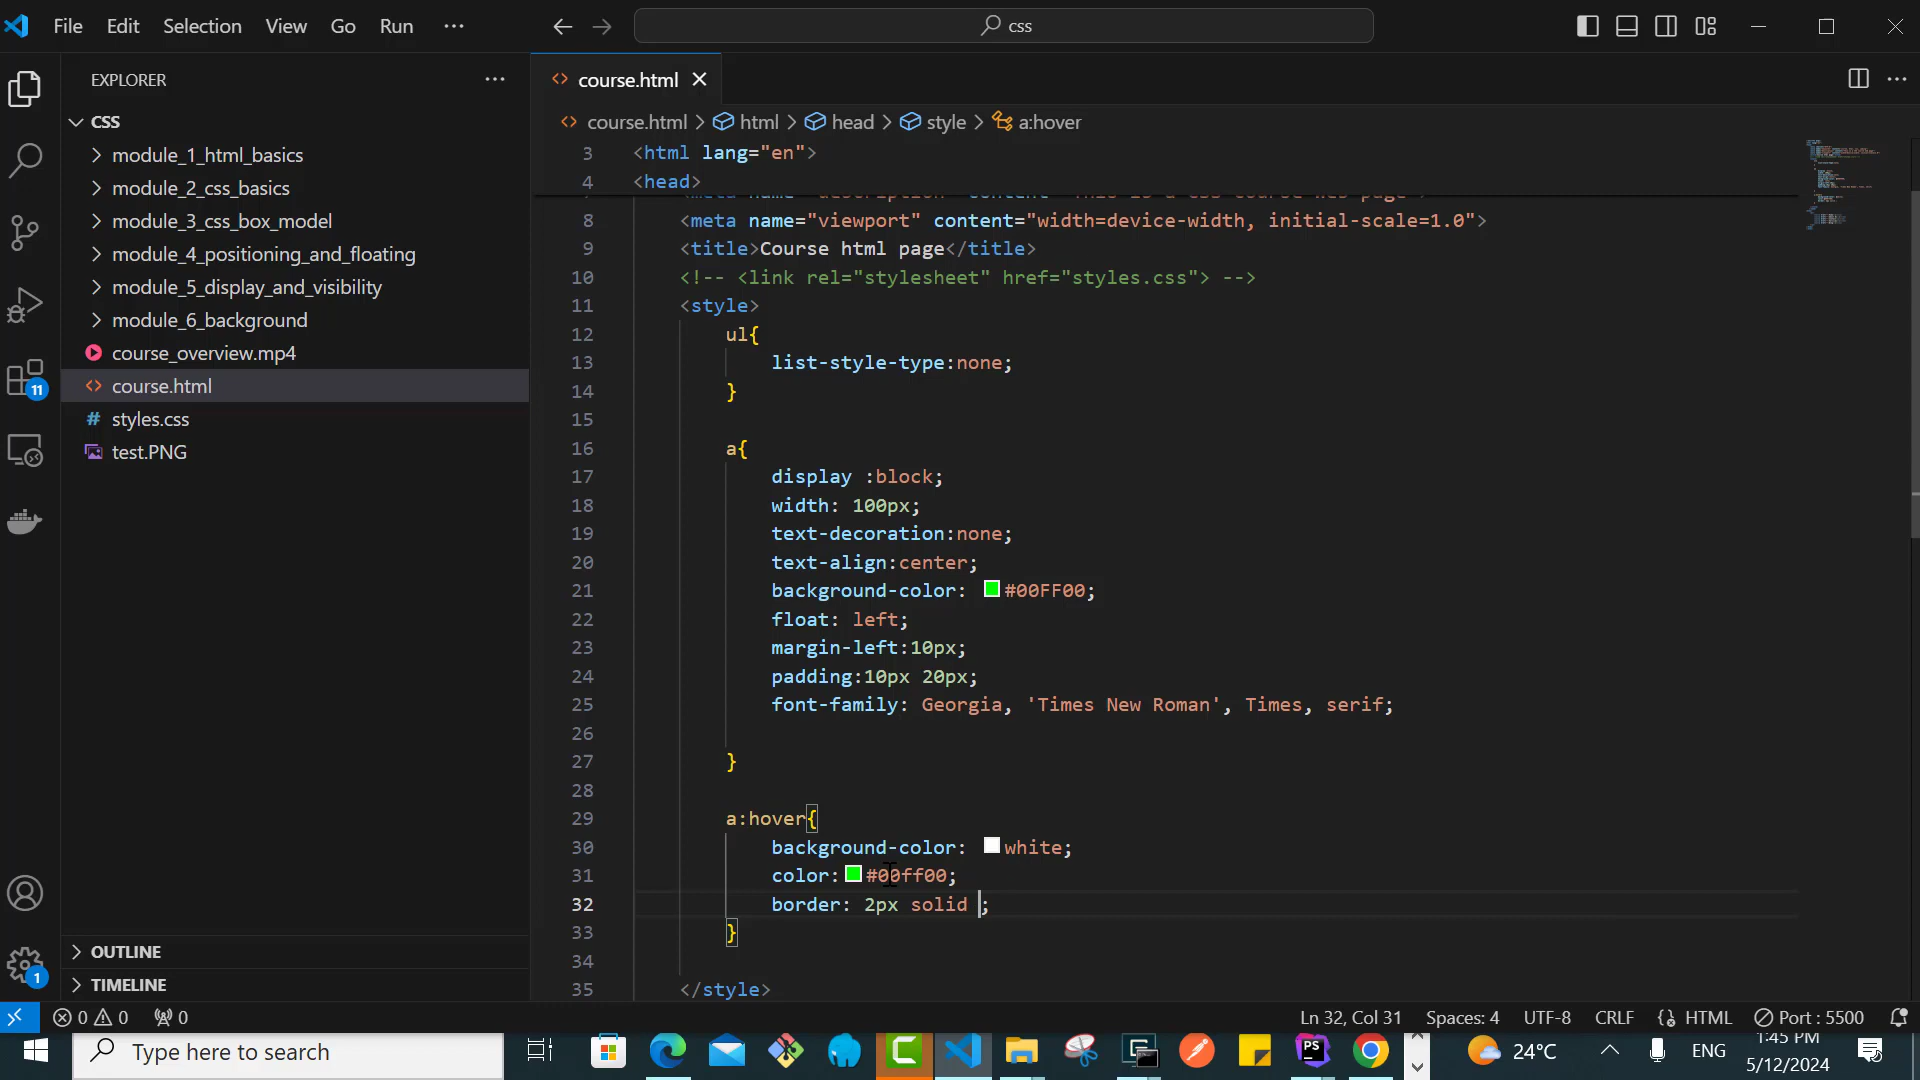 File Edit Selection View Go Run ··· css
EXPLORER ···
CSS
module_1_html_basics
module_2_css_basics
module_3_css_box_model
module_4_positioning_and_floating
module_5_display_and_visibility
module_6_background
course_overview.mp4
course.html
styles.css
test.PNG
OUTLINE
TIMELINE
11
1
course.html
course.html > html > head > style > a:hover
3 <html lang="en">
4 <head>
8 <meta name="viewport" content="width=device-width, initial-scale=1.0">
9 <title>Course html page</title>
10 <!-- <link rel="stylesheet" href="styles.css"> -->
11 <style>
12 ul{
13 list-style-type:none;
14 }
15
16 a{
17 display :block;
18 width: 100px;
19 text-decoration:none;
20 text-align:center;
21 background-color: #00FF00;
22 float: left;
23 margin-left:10px;
24 padding:10px 20px;
25 font-family: Georgia, 'Times New Roman', Times, serif;
26
27 }
28
29 a:hover{
30 background-color: white;
31 color: #00ff00;
32 border: 2px solid ;
33 }
34
35 </style>
0 0 0 Ln 32, Col 31 Spaces: 4 UTF-8 CRLF HTML Port : 5500
Type here to search
PS
24°C ENG
1:45 PM
5/12/2024